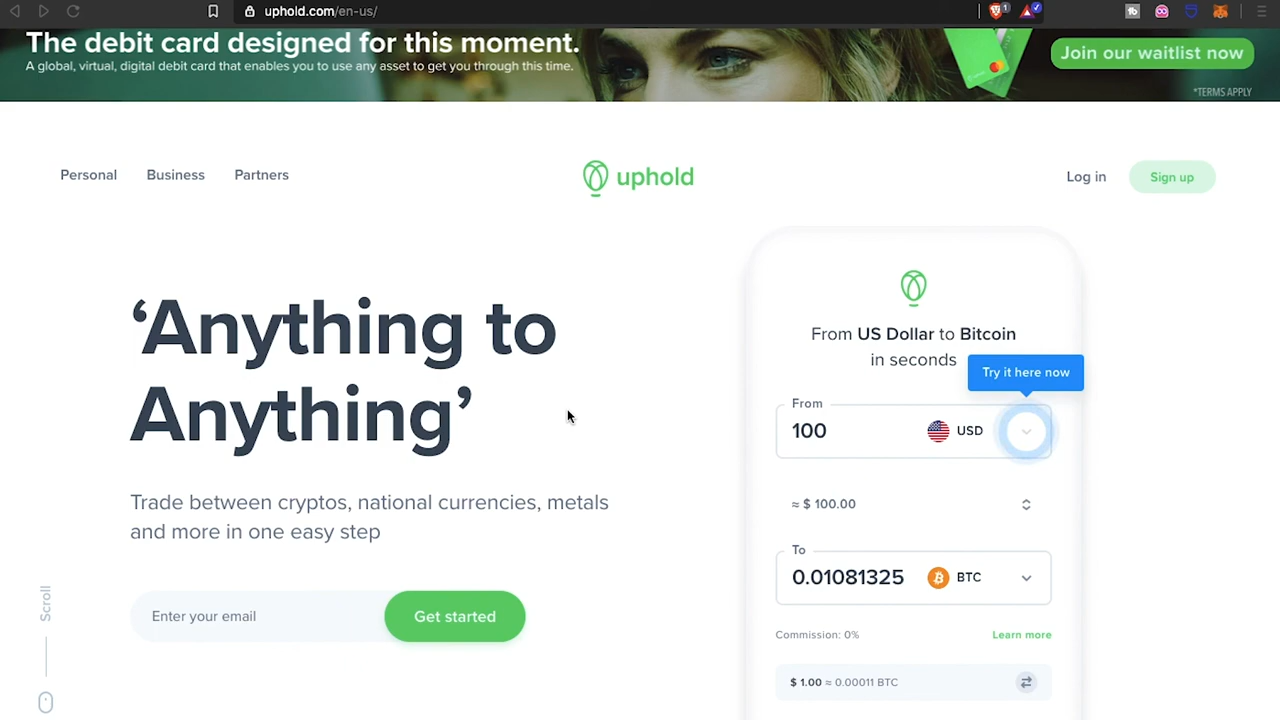 uphold.com/en-us/
The debit card designed for this moment.
A global, virtual, digital debit card that enables you to use any asset to get you through this time.
Join our waitlist now
*TERMS APPLY
Personal Business Partners
uphold
Log in Sign up
‘Anything to
Anything’
Trade between cryptos, national currencies, metals
and more in one easy step
Enter your email Get started
Scroll
From US Dollar to Bitcoin
in seconds
Try it here now
From
100 USD
≈ $ 100.00
To
0.01081325 BTC
Commission: 0% Learn more
$ 1.00 ≈ 0.00011 BTC